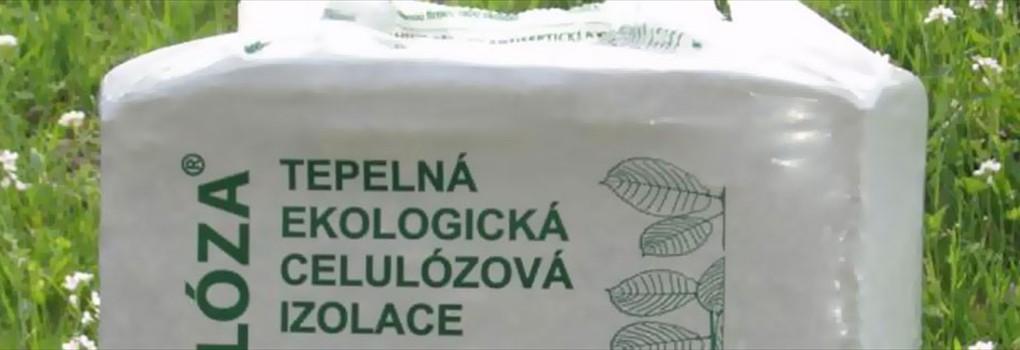 LÓZA®
TEPELNÁ
EKOLOGICKÁ
CELULÓZOVÁ
IZOLACE